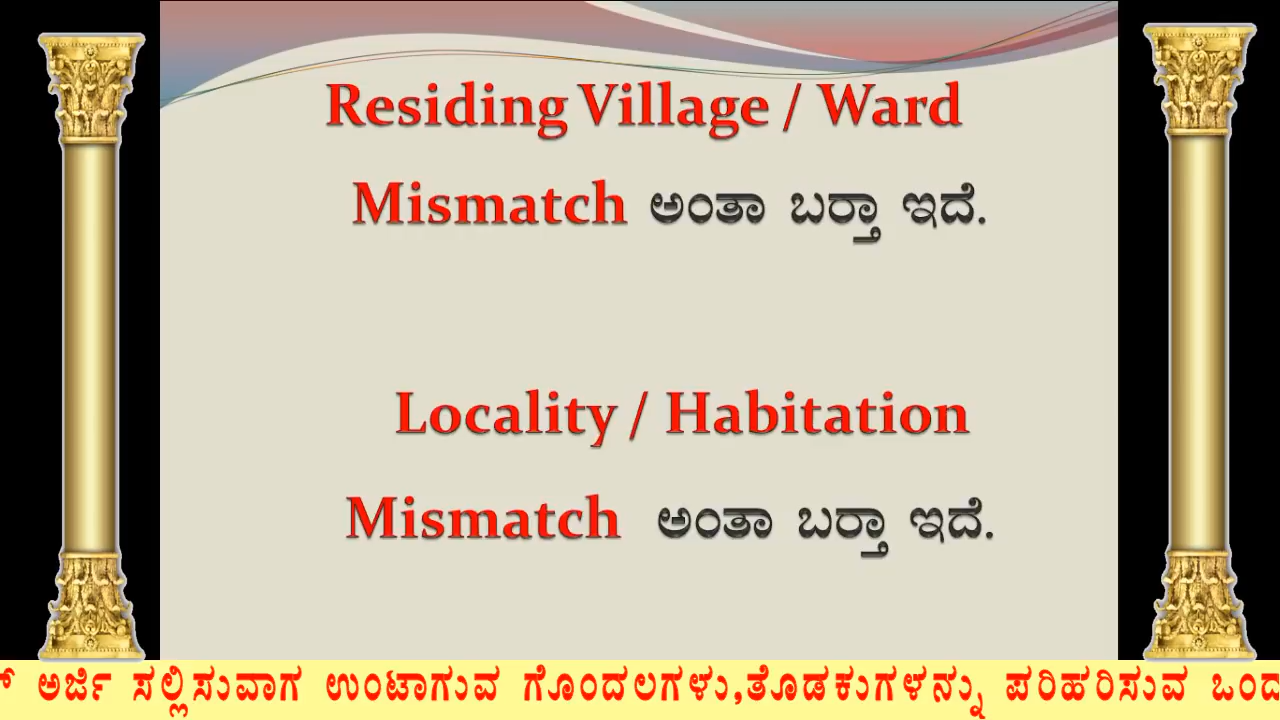 Residing Village / Ward
Mismatch ಅಂತಾ ಬರ‍್ತಾ ಇದೆ.
Locality / Habitation
Mismatch ಅಂತಾ ಬರ‍್ತಾ ಇದೆ.
ಅರ್ಜಿ ಸಲ್ಲಿಸುವಾಗ ಉಂಟಾಗುವ ಗೊಂದಲಗಳು,ತೊಡಕುಗಳನ್ನು ಪರಿಹರಿಸುವ